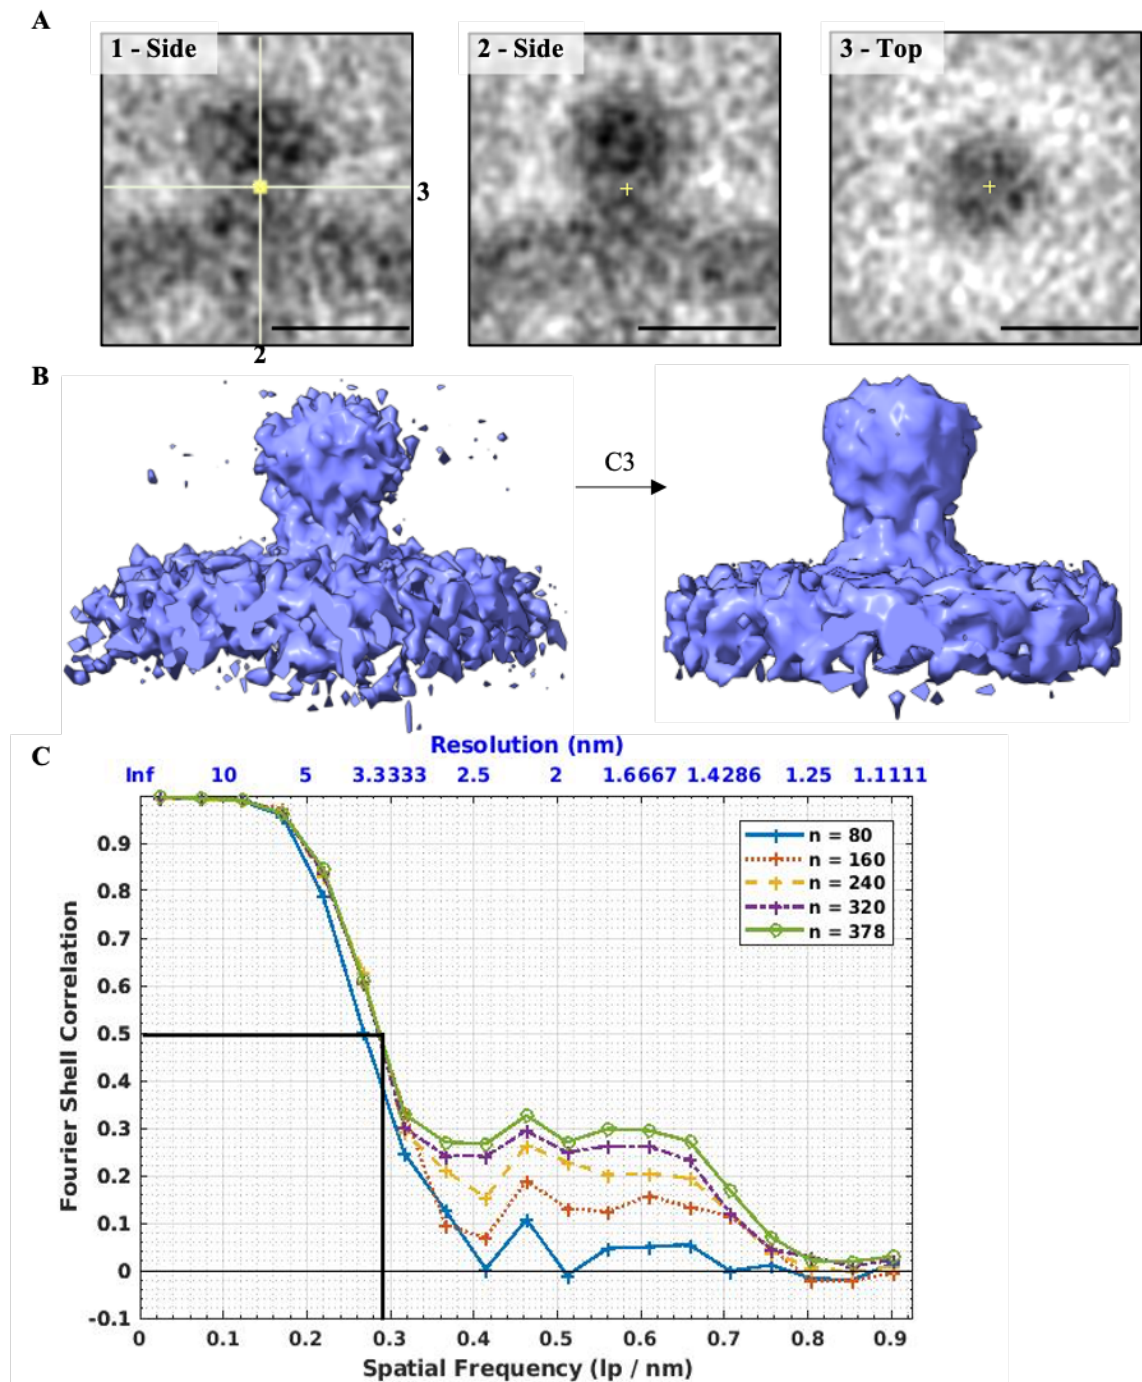 A
1 - Side
2 - Side
3 - Top
3
2
B
C3
C
Resolution (nm)
Inf 10 5 3.3333 2.5 2 1.6667 1.4286 1.25 1.1111
n = 80
n = 160
n = 240
n = 320
n = 378
Fourier Shell Correlation
0.9
0.8
0.7
0.6
0.5
0.4
0.3
0.2
0.1
0
-0.1
0 0.1 0.2 0.3 0.4 0.5 0.6 0.7 0.8 0.9
Spatial Frequency (lp / nm)